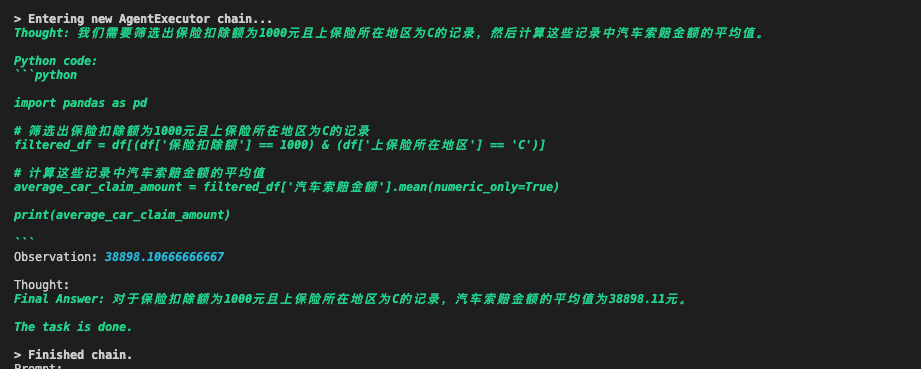 > Entering new AgentExecutor chain...
Thought: 我们需要筛选出保险扣除额为1000元且上保险所在地区为C的记录，然后计算这些记录中汽车索赔金额的平均值。
Python code:
```python
import pandas as pd
# 筛选出保险扣除额为1000元且上保险所在地区为C的记录
filtered_df = df[(df['保险扣除额'] == 1000) & (df['上保险所在地区'] == 'C')]
# 计算这些记录中汽车索赔金额的平均值
average_car_claim_amount = filtered_df['汽车索赔金额'].mean(numeric_only=True)
print(average_car_claim_amount)
```
Observation: 38898.10666666667
Thought:
Final Answer: 对于保险扣除额为1000元且上保险所在地区为C的记录，汽车索赔金额的平均值为38898.11元。
The task is done.
> Finished chain.
Prompt: